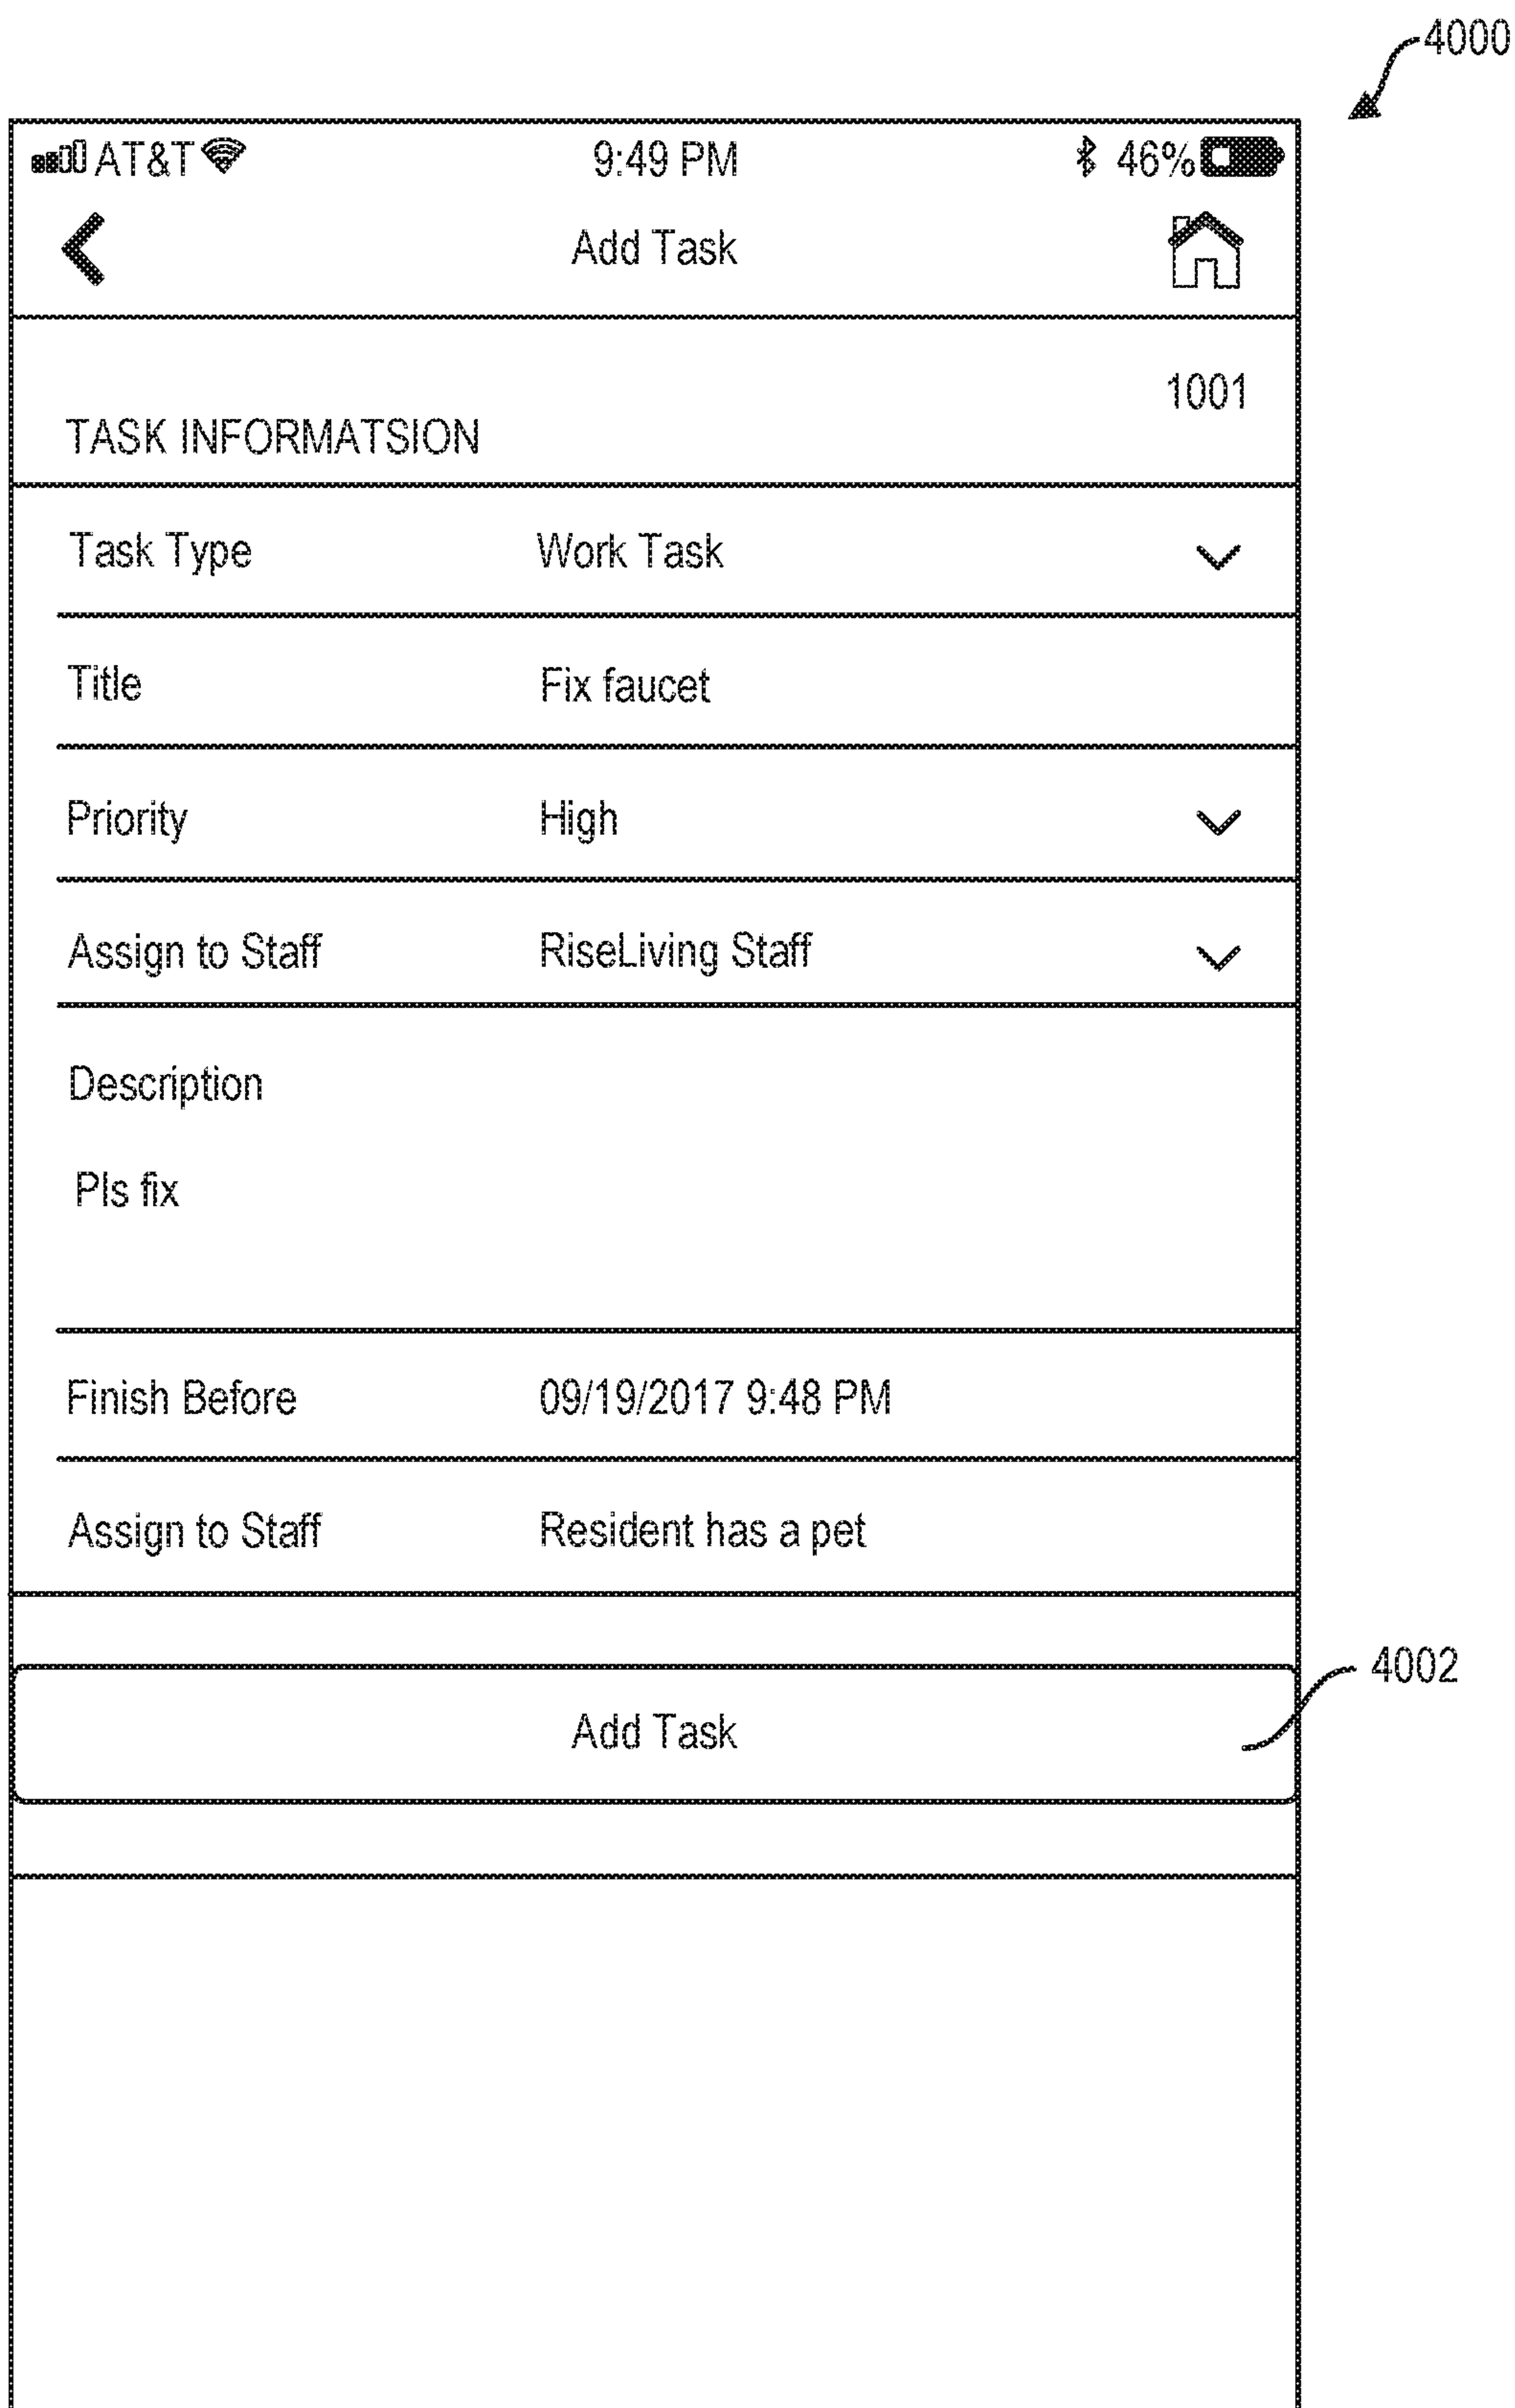 4000
AT&T 9:49 PM 46%
Add Task
1001
TASK INFORMATSION
Task Type Work Task
Title Fix faucet
Priority High
Assign to Staff RiseLiving Staff
Description
Pls fix
Finish Before 09/19/2017 9:48 PM
Assign to Staff Resident has a pet
4002
Add Task